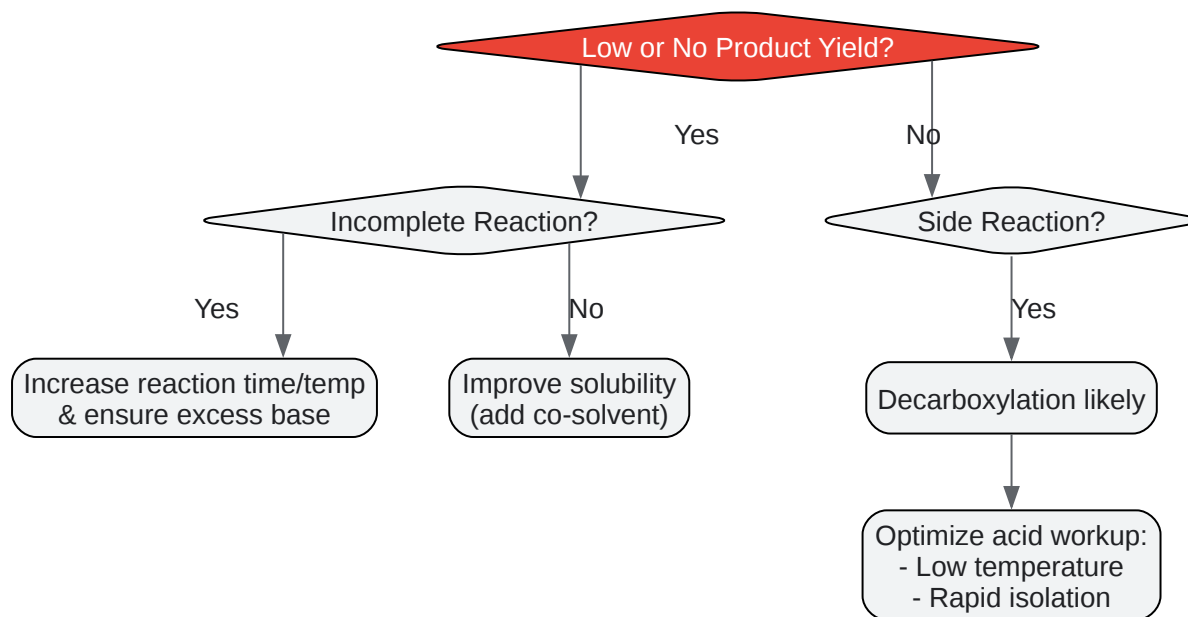 Low or No Product Yield?
Yes
No
Incomplete Reaction?
Side Reaction?
Yes
No
Yes
Increase reaction time/temp
& ensure excess base
Improve solubility
(add co-solvent)
Decarboxylation likely
Optimize acid workup:
- Low temperature
- Rapid isolation